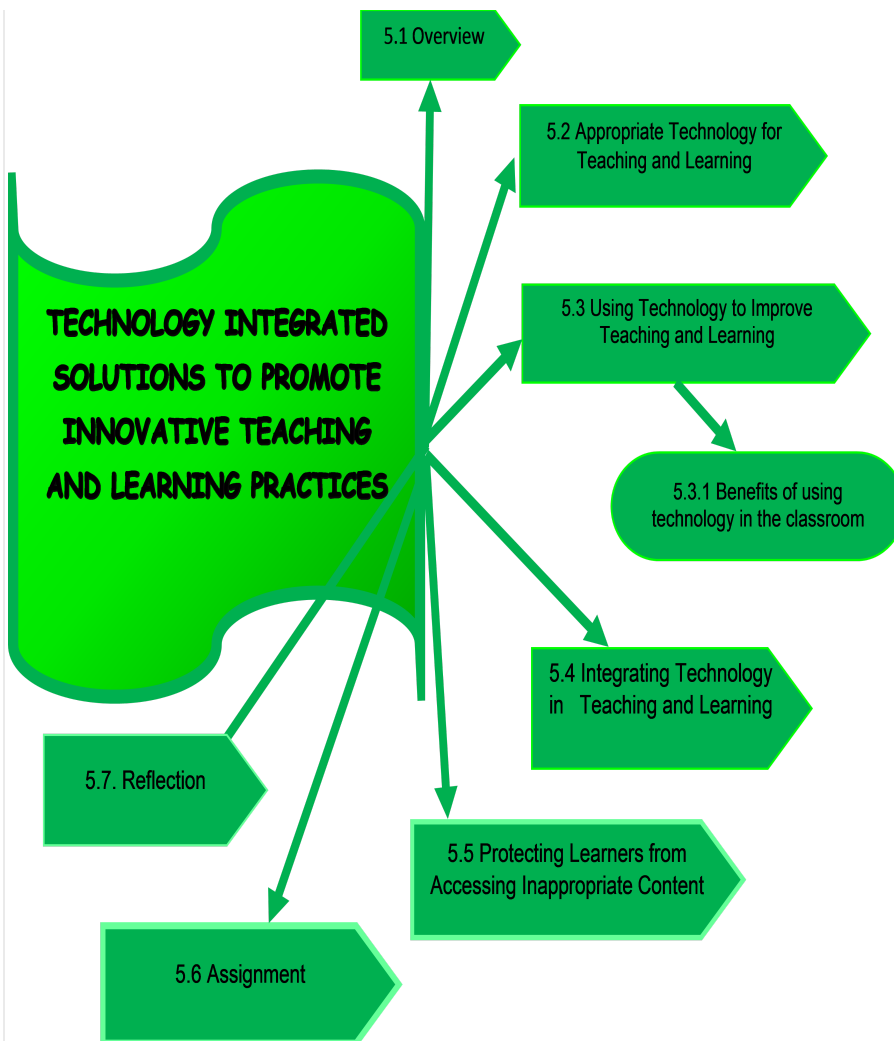 5.1 Overview
5.2 Appropriate Technology for
Teaching and Learning
TECHNOLOGY INTEGRATED
SOLUTIONS TO PROMOTE
INNOVATIVE TEACHING
AND LEARNING PRACTICES
5.3 Using Technology to Improve
Teaching and Learning
5.3.1 Benefits of using
technology in the classroom
5.4 Integrating Technology
in Teaching and Learning
5.5 Protecting Learners from
Accessing Inappropriate Content
5.6 Assignment
5.7. Reflection